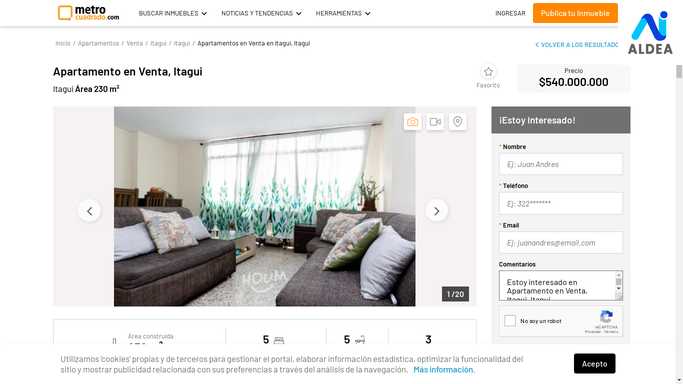 metro
cuadrado.com
BUSCAR INMUEBLES
NOTICIAS Y TENDENCIAS
HERRAMIENTAS
INGRESAR
Publica tu Inmueble
ALDEA
Inicio / Apartamentos / Venta / Itagui / Itagui / Apartamentos en Venta en Itagui, Itagui
< VOLVER A LOS RESULTADO
Apartamento en Venta, Itagui
Itagui Área 230 m²
Favorito
Precio
$540.000.000
HOUM
1 / 20
¡Estoy Interesado!
* Nombre
Ej: Juan Andres
* Teléfono
Ej: 322*******
* Email
Ej: juanandres@email.com
Comentarios
Estoy interesado en
Apartamento en Venta,
Itagui, Itagui
No soy un robot
reCAPTCHA
Privacidad - Términos
Área construida
5
5
3
Utilizamos 'cookies' propias y de terceros para gestionar el portal, elaborar información estadística, optimizar la funcionalidad del
sitio y mostrar publicidad relacionada con sus preferencias a través del análisis de la navegación. Más información.
Acepto